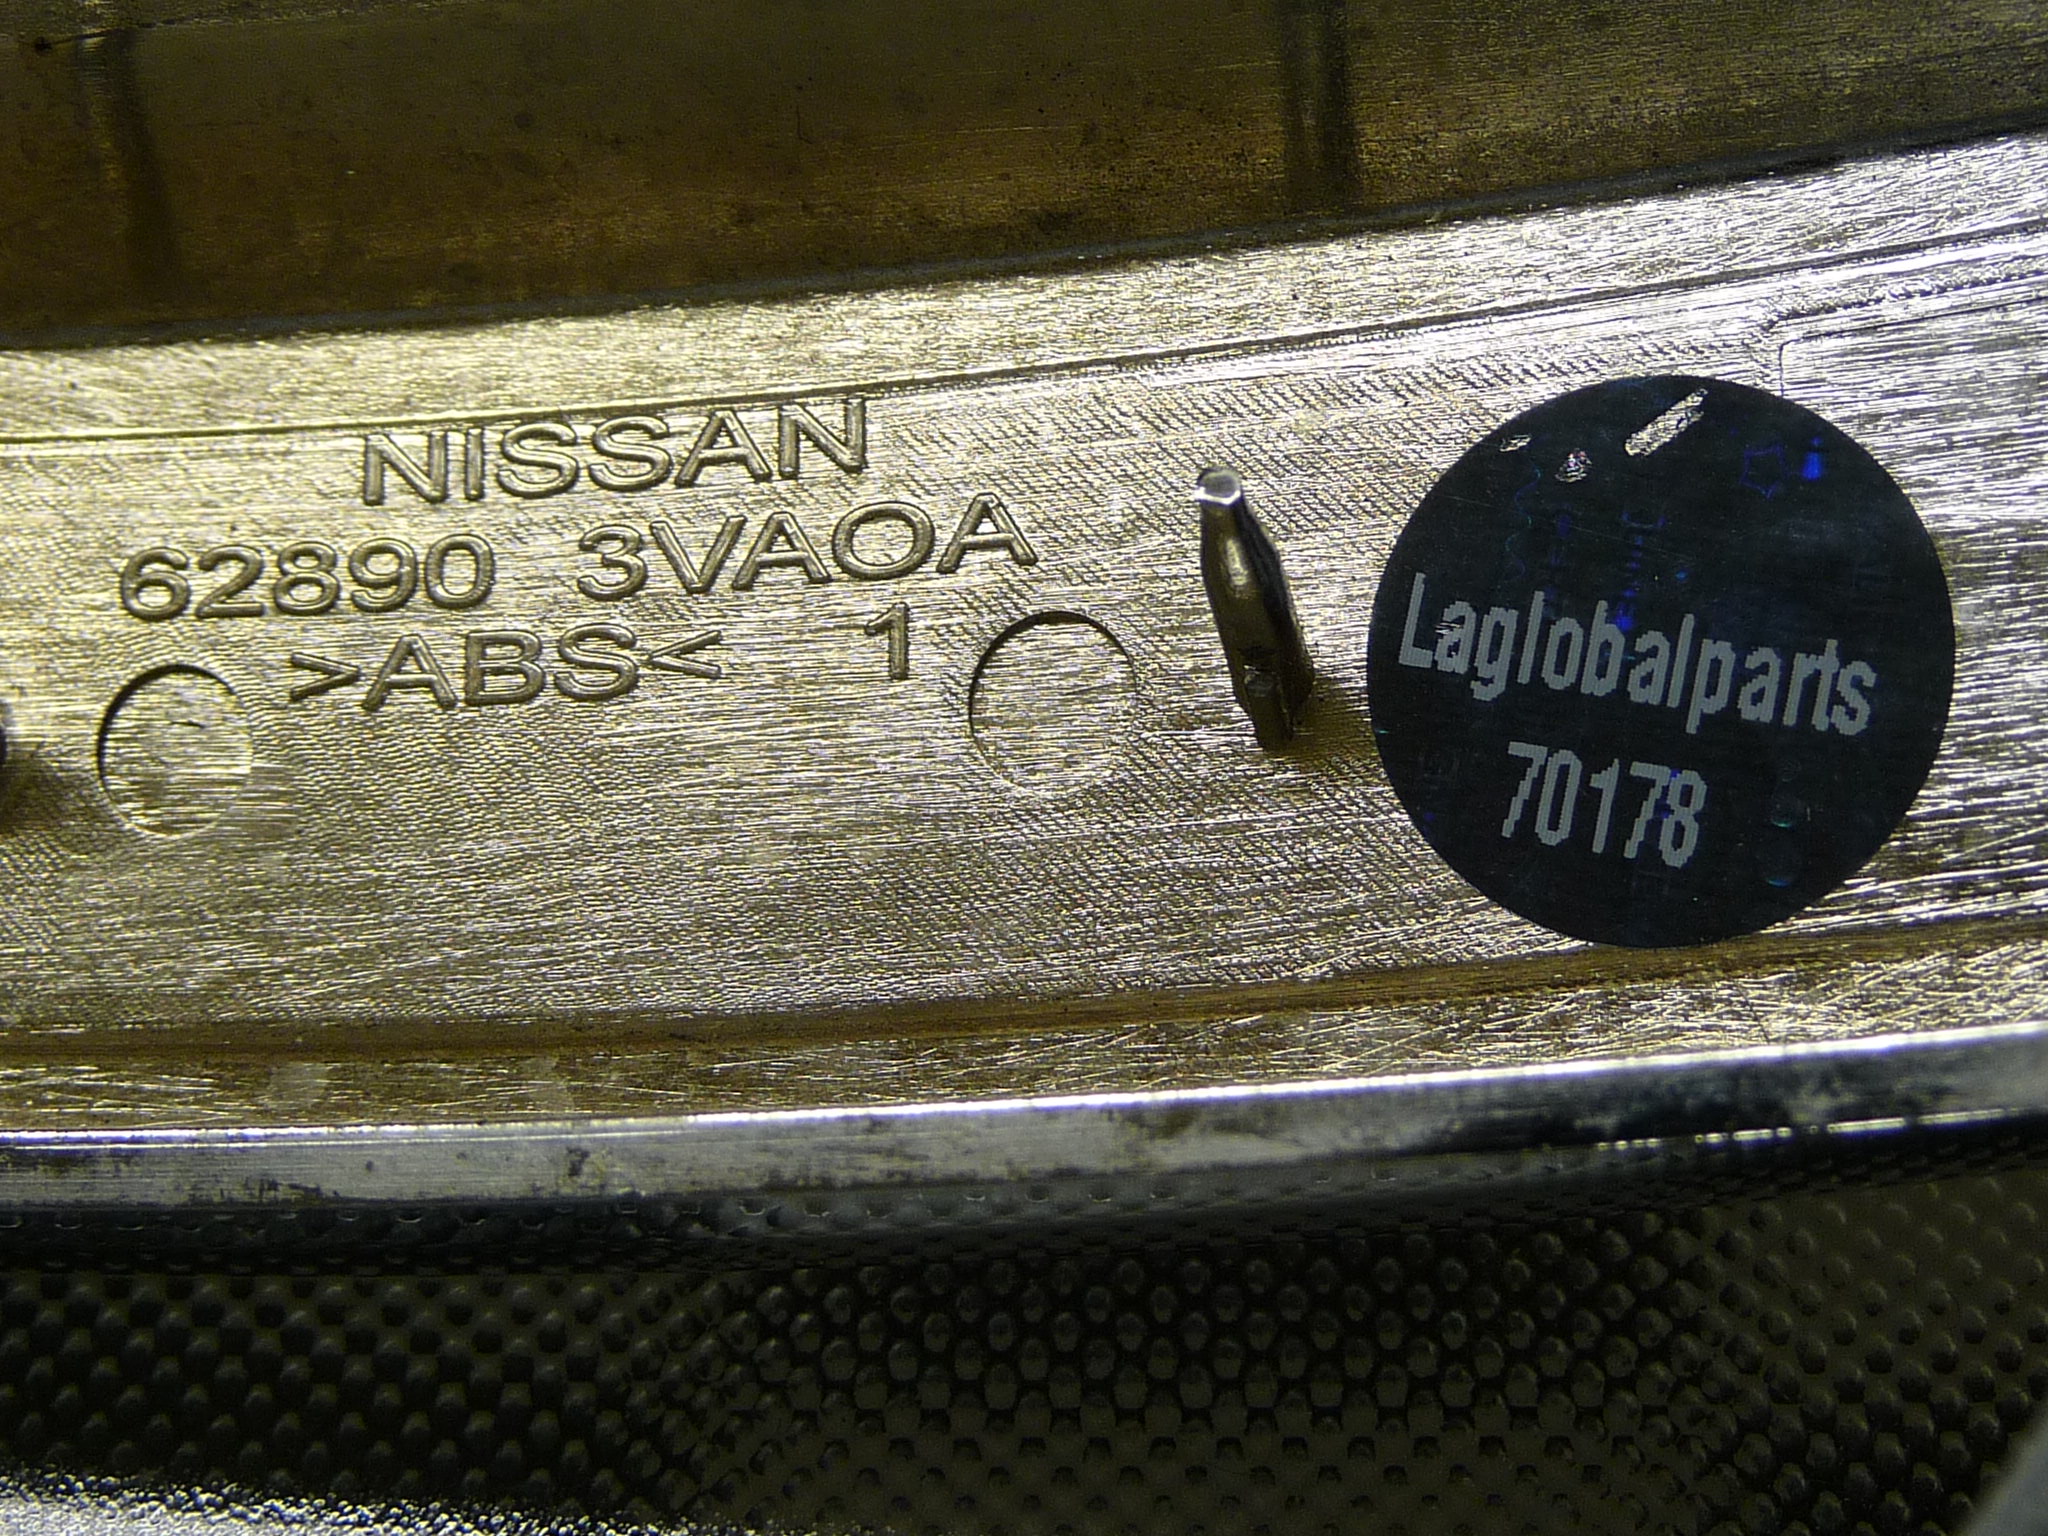 NISSAN
62890 3VAOA
>ABS< 1
Laglobalparts
70178